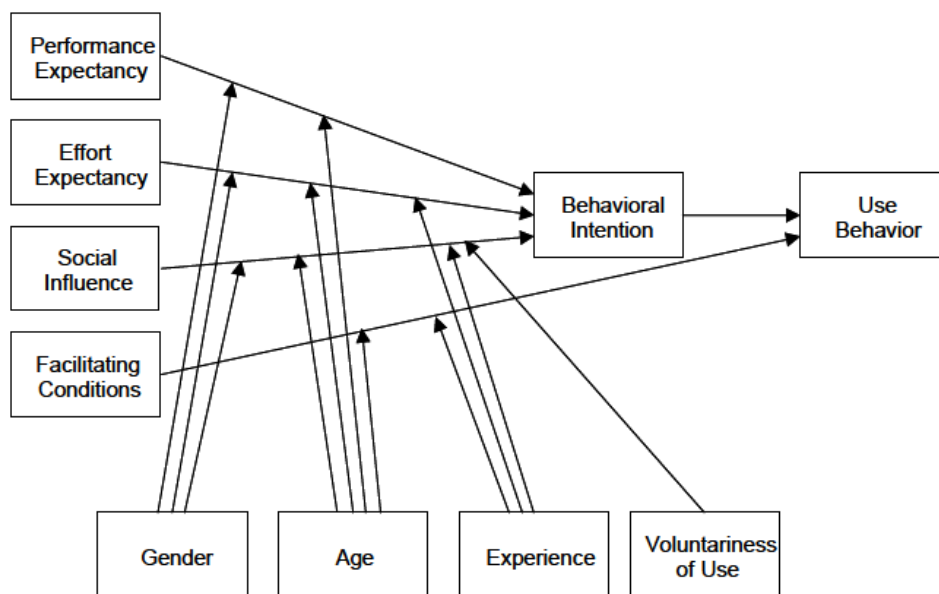 Performance
Expectancy
Effort
Expectancy
Social
Influence
Facilitating
Conditions
Behavioral
Intention
Use
Behavior
Gender
Age
Experience
Voluntariness
of Use